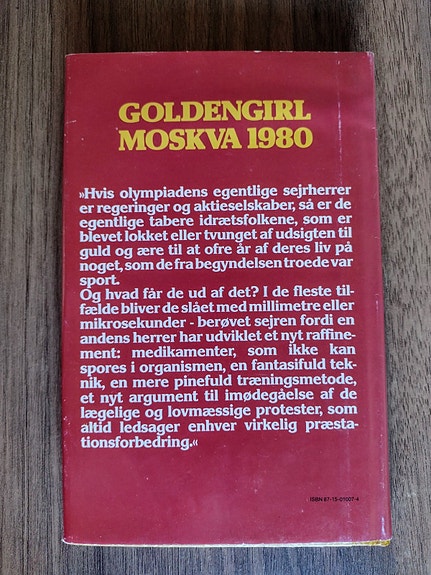 GOLDENGIRL
MOSKVA 1980
»Hvis olympiadens egentlige sejrherrer
er regeringer og aktieselskaber, så er de
egentlige tabere idrætsfolkene, som er
blevet lokket eller tvunget af udsigten til
guld og ære til at ofre år af deres liv på
noget, som de fra begyndelsen troede var
sport.
Og hvad får de ud af det? I de fleste til-
fælde bliver de slået med millimetre eller
mikrosekunder - berøvet sejren fordi en
andens herrer har udviklet et nyt raffine-
ment: medikamenter, som ikke kan
spores i organismen, en fantasifuld tek-
nik, en mere pinefuld træningsmetode,
et nyt argument til imødegåelse af de
lægelige og lovmæssige protester, som
altid ledsager enhver virkelig præsta-
tionsforbedring.«
ISBN 87-15-01007-4